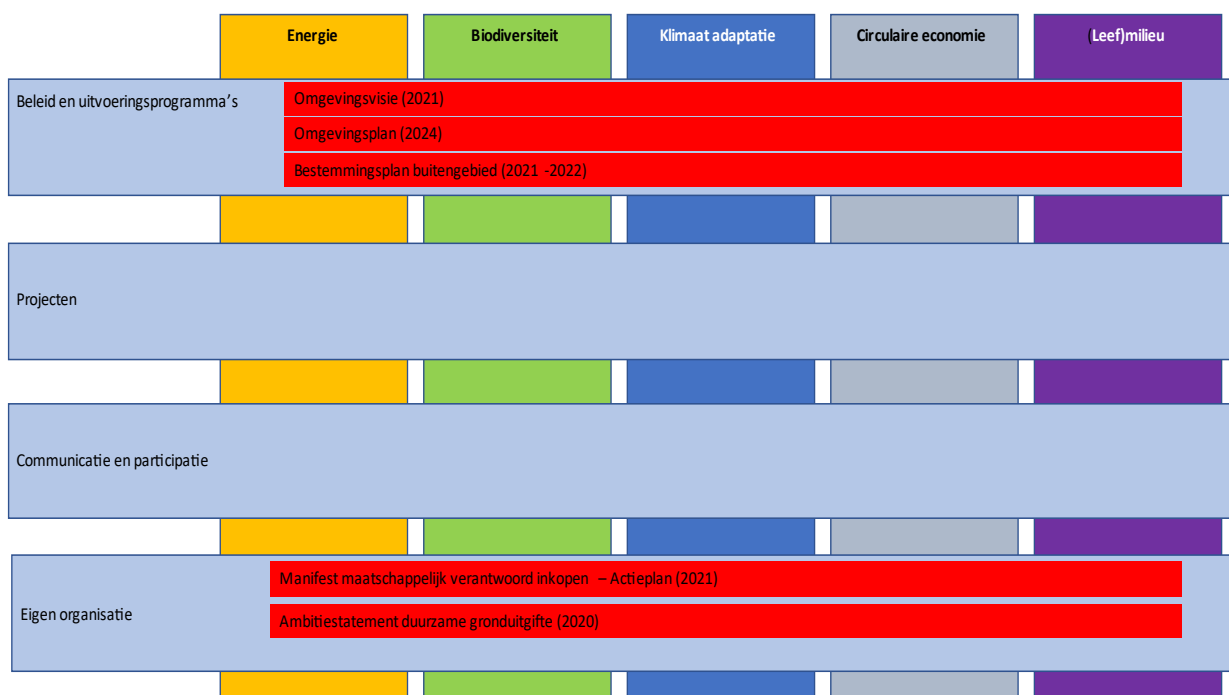 Energie
Biodiversiteit
Klimaat adaptatie
Circulaire economie
(Leef)milieu
Beleid en uitvoeringsprogramma's
Omgevingsvisie (2021)
Omgevingsplan (2024)
Bestemmingsplan buitengebied (2021 -2022)
Projecten
Communicatie en participatie
Eigen organisatie
Manifest maatschappelijk verantwoord inkopen – Actieplan (2021)
Ambitiestatement duurzame gronduitgifte (2020)